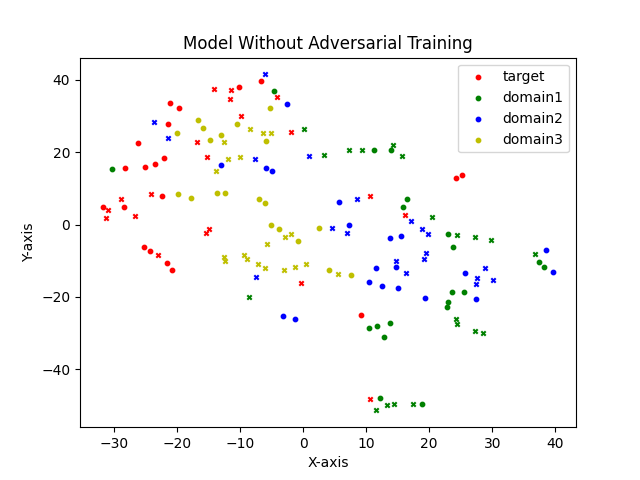 Model Without Adversarial Training
target
domain1
domain2
domain3
40
20
0
−20
−40
Y-axis
−30 −20 −10 0 10 20 30 40
X-axis